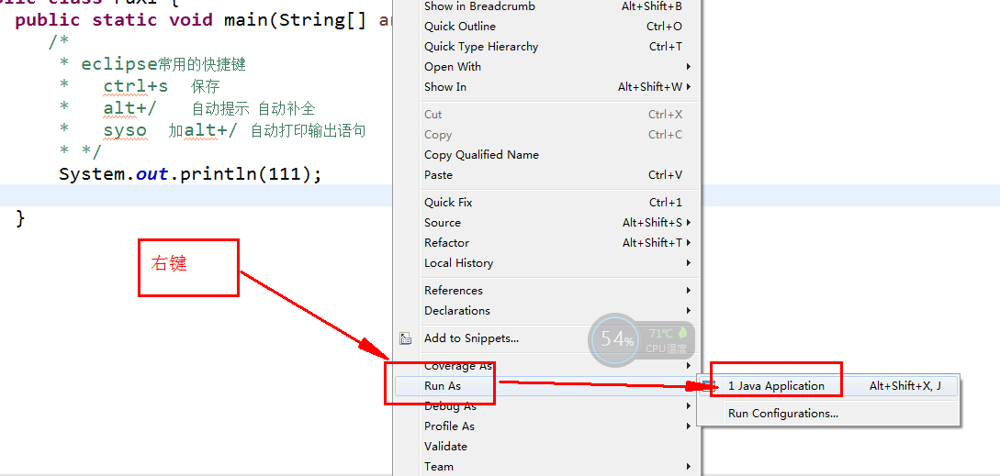 public static void main(String[]
/*
* eclipse常用的快捷键
* ctrl+s 保存
* alt+/ 自动提示 自动补全
* syso 加alt+/ 自动打印输出语句
* */
System.out.println(111);
}
右键
Show in Breadcrumb Alt+Shift+B
Quick Outline Ctrl+O
Quick Type Hierarchy Ctrl+T
Open With
Show In Alt+Shift+W
Cut Ctrl+X
Copy Ctrl+C
Copy Qualified Name
Paste Ctrl+V
Quick Fix Ctrl+1
Source Alt+Shift+S
Refactor Alt+Shift+T
Local History
References
Declarations
Add to Snippets...
54% 71℃
CPU温度
Coverage As
Run As
Debug As
Profile As
Validate
Team
1 Java Application Alt+Shift+X, J
Run Configurations...